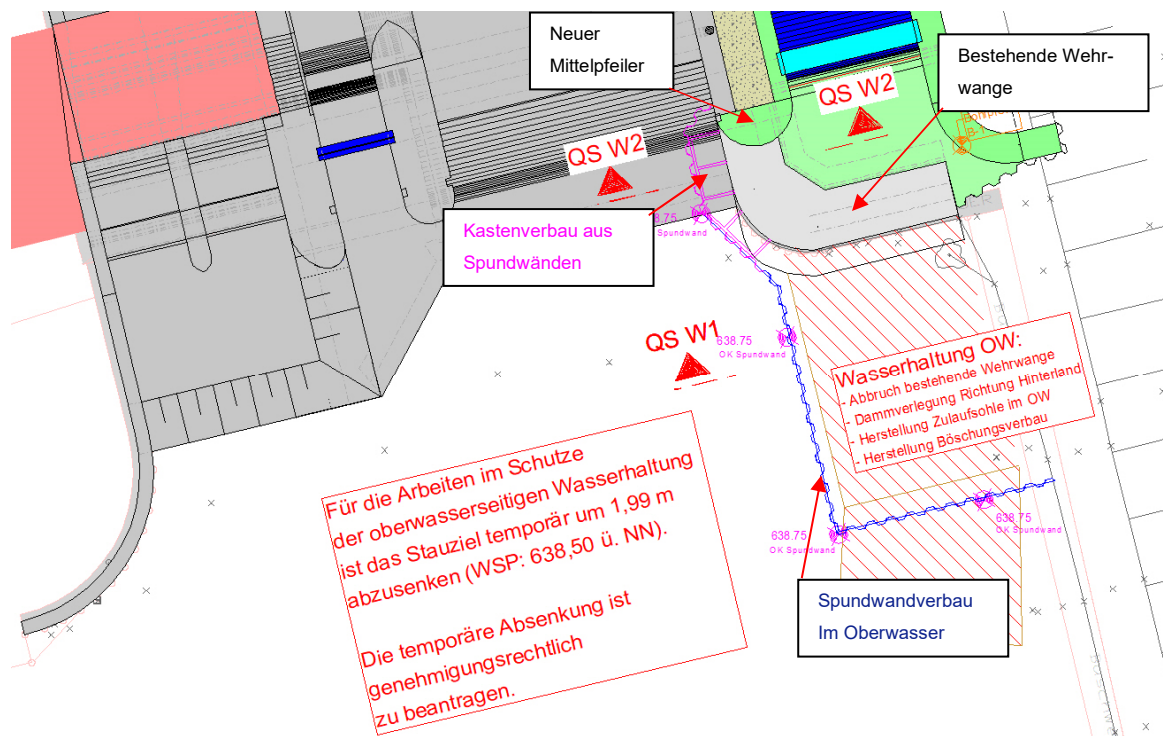 Neuer
Mittelpfeiler
Bestehende Wehr-
wange
QS W2
QS W2
Kastenverbau aus
Spundwänden
8.75
Spundwand
QS W1
638.75
OK Spundwand
Wasserhaltung OW:
- Abbruch bestehende Wehrwange
- Dammverlegung Richtung Hinterland
- Herstellung Zulaufsohle im OW
- Herstellung Böschungsverbau
Für die Arbeiten im Schutze
der oberwasserseitigen Wasserhaltung
ist das Stauziel temporär um 1,99 m
abzusenken (WSP: 638,50 ü. NN).
Die temporäre Absenkung ist
genehmigungsrechtlich
zu beantragen.
638.75
OK Spundwand
638.75
OK Spundwand
Spundwandverbau
Im Oberwasser